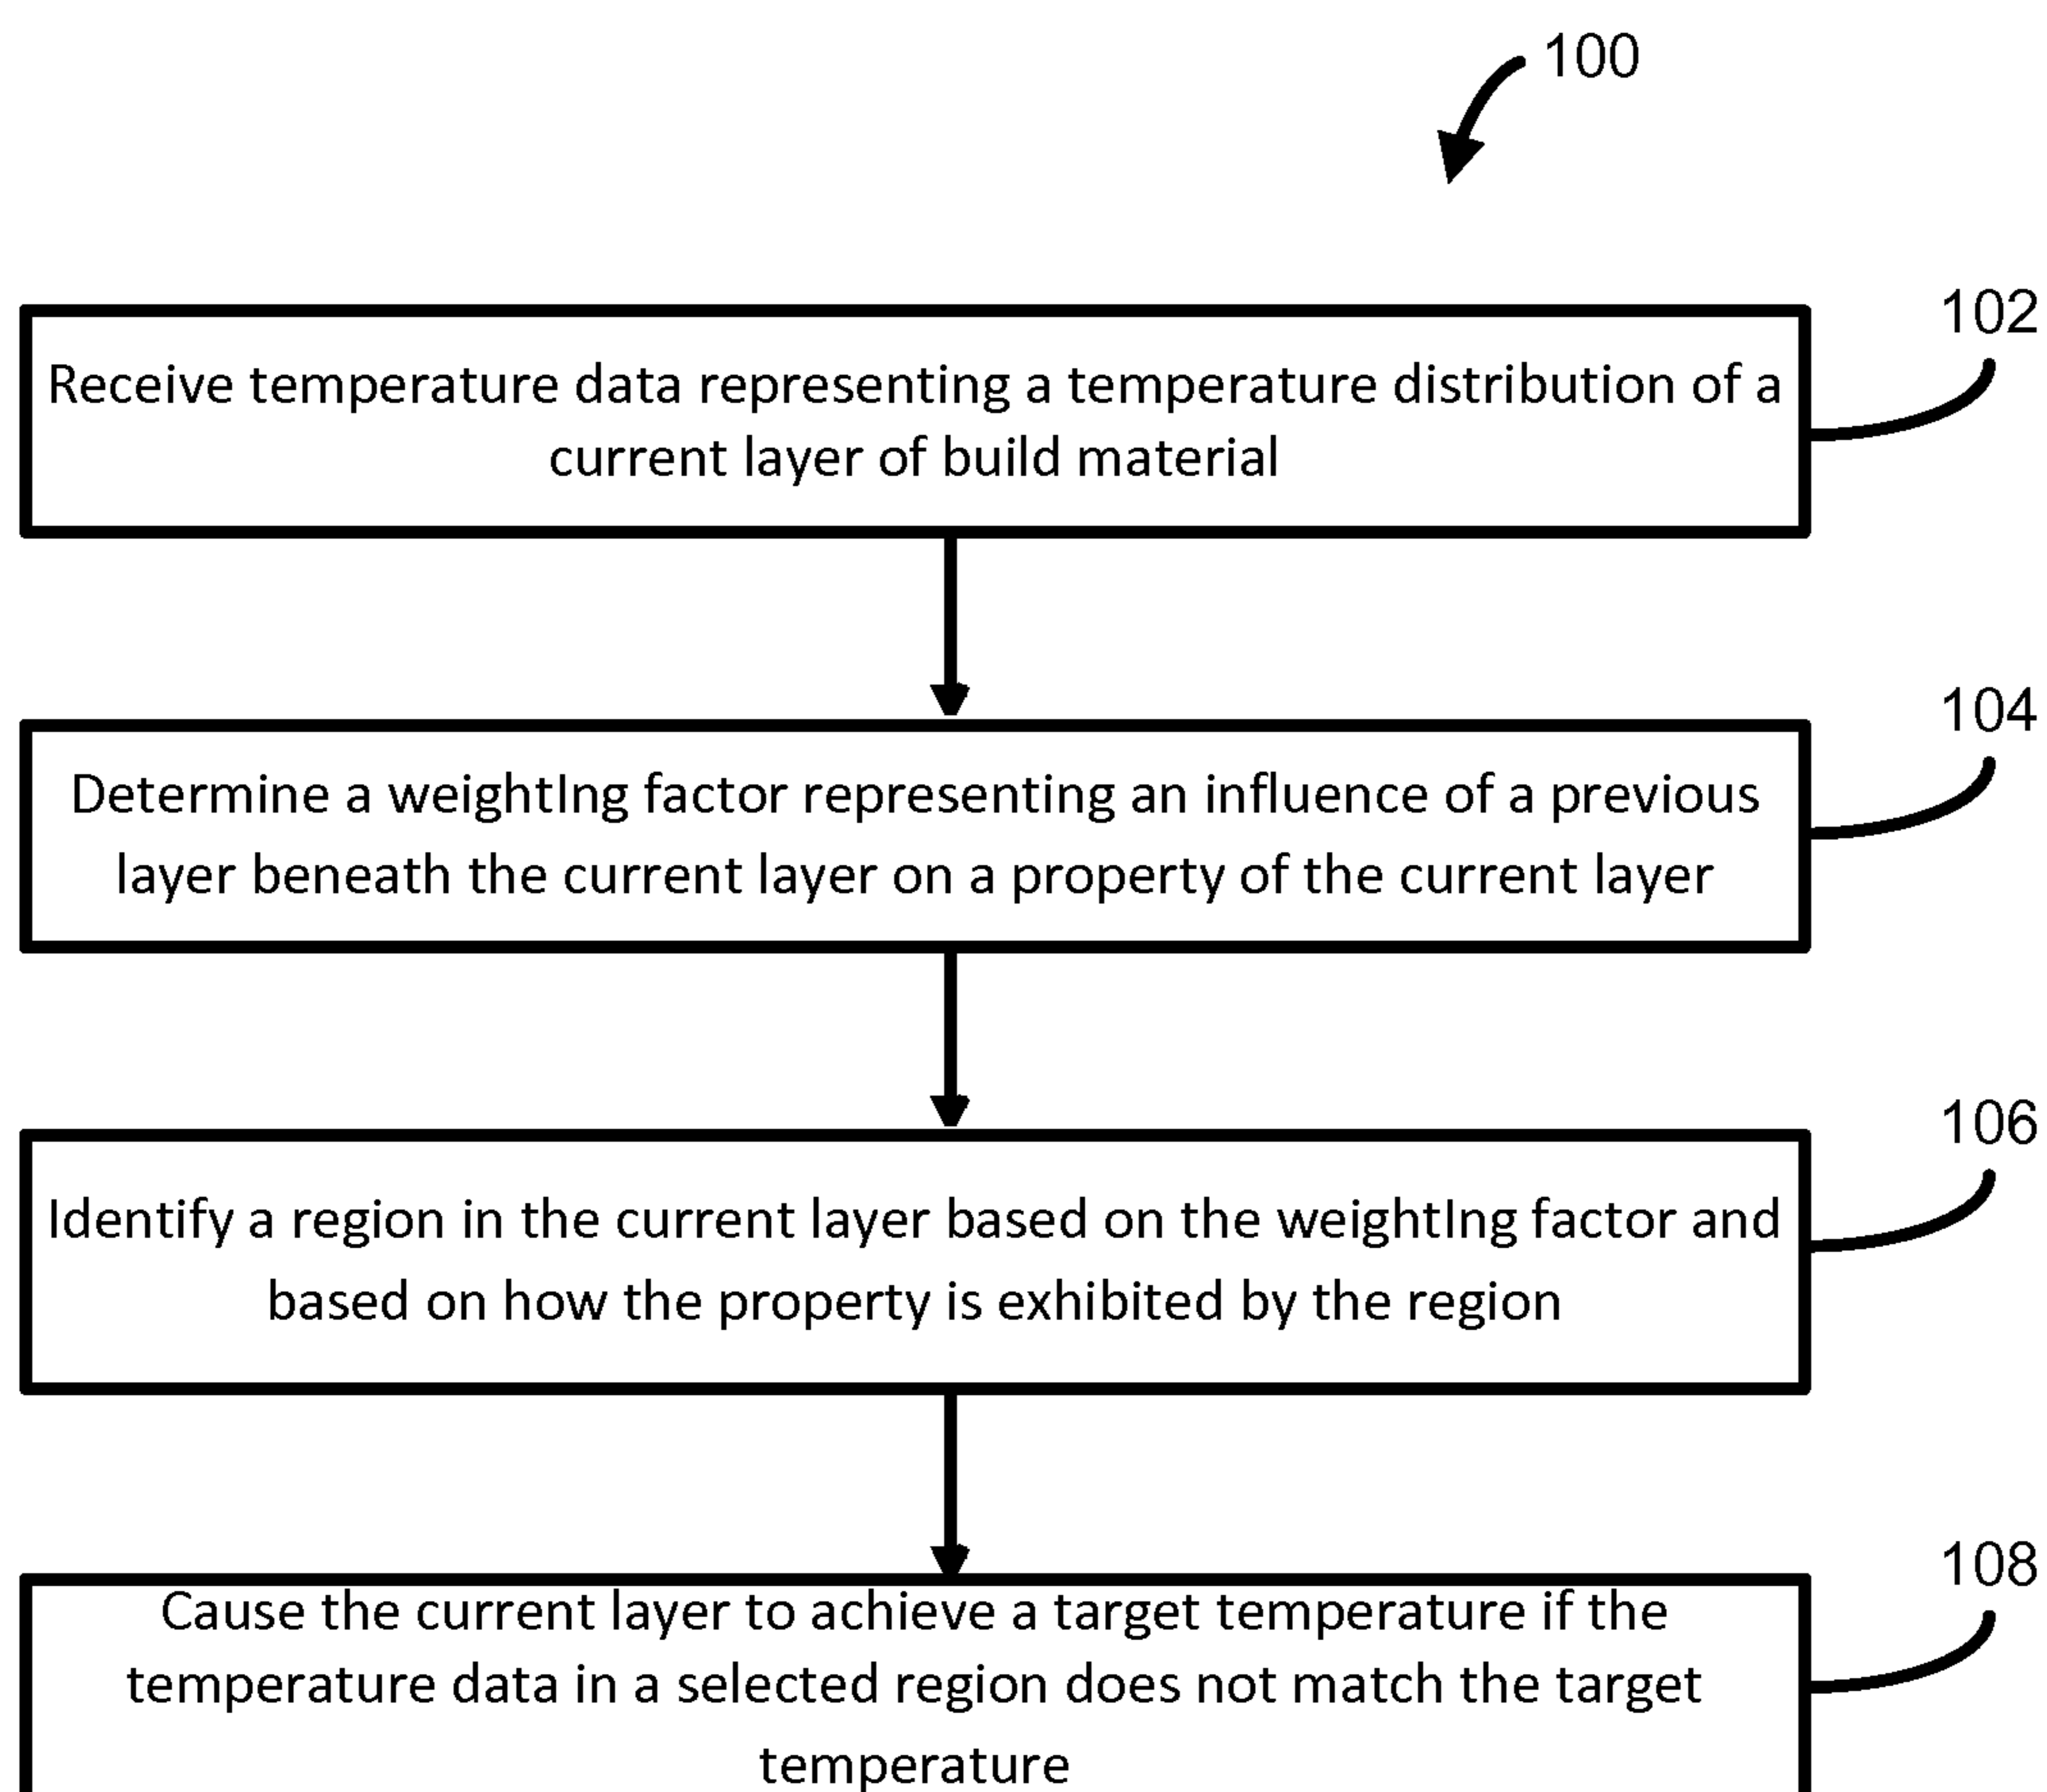 100
102
Receive temperature data representing a temperature distribution of a
current layer of build material
104
Determine a weightIng factor representing an influence of a previous
layer beneath the current layer on a property of the current layer
106
Identify a region in the current layer based on the weightIng factor and
based on how the property is exhibited by the region
108
Cause the current layer to achieve a target temperature if the
temperature data in a selected region does not match the target
temperature